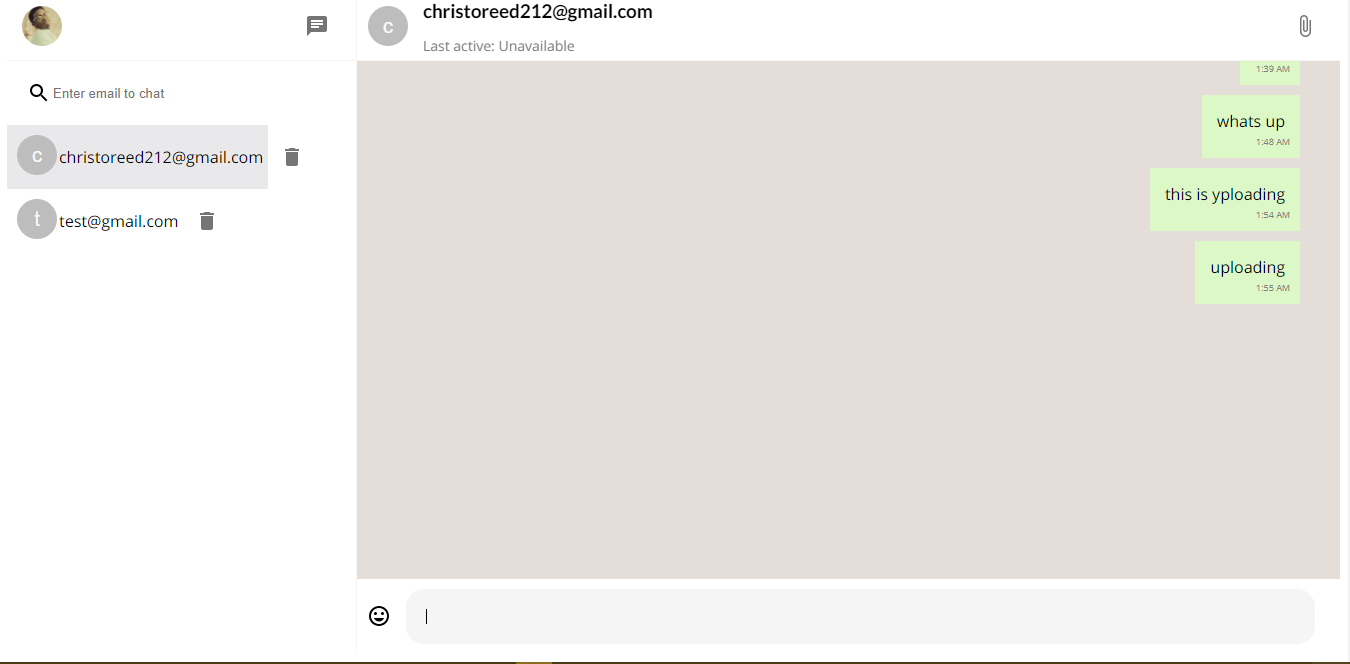 christoreed212@gmail.com
c
Last active: Unavailable
Enter email to chat
c
christoreed212@gmail.com
t
test@gmail.com
1:39 AM
whats up
1:48 AM
this is yploading
1:54 AM
uploading
1:55 AM